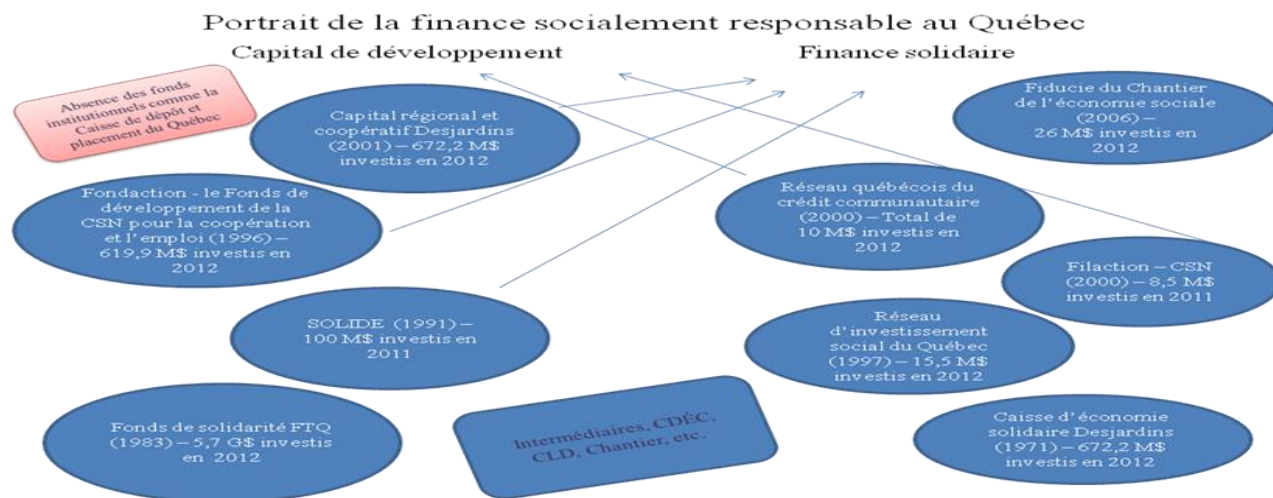 Portrait de la finance socialement responsable au Québec
Capital de développement
Finance solidaire
Absence des fonds
institutionnels comme la
Caisse de dépôt et
placement du Québec
Capital régional et
coopératif Desjardins
(2001) – 672,2 M$
investis en 2012
Fiducie du Chantier
de l'économie sociale
(2006) –
26 M$ investis en
2012
Fondaction - le Fonds de
développement de la
CSN pour la coopération
et l'emploi (1996) –
619,9 M$ investis en
2012
Réseau québécois du
crédit communautaire
(2000) – Total de
10 M$ investis en
2012
Filaction – CSN
(2000) – 8,5 M$
investis en 2011
SOLIDE (1991) –
100 M$ investis en
2011
Réseau
d'investissement
social du Québec
(1997) – 15,5 M$
investis en 2012
Fonds de solidarité FTQ
(1983) – 5,7 G$ investis
en 2012
Intermédiaires, CDÉC,
CLD, Chantier, etc.
Caisse d'économie
solidaire Desjardins
(1971) – 672,2 M$
investis en 2012